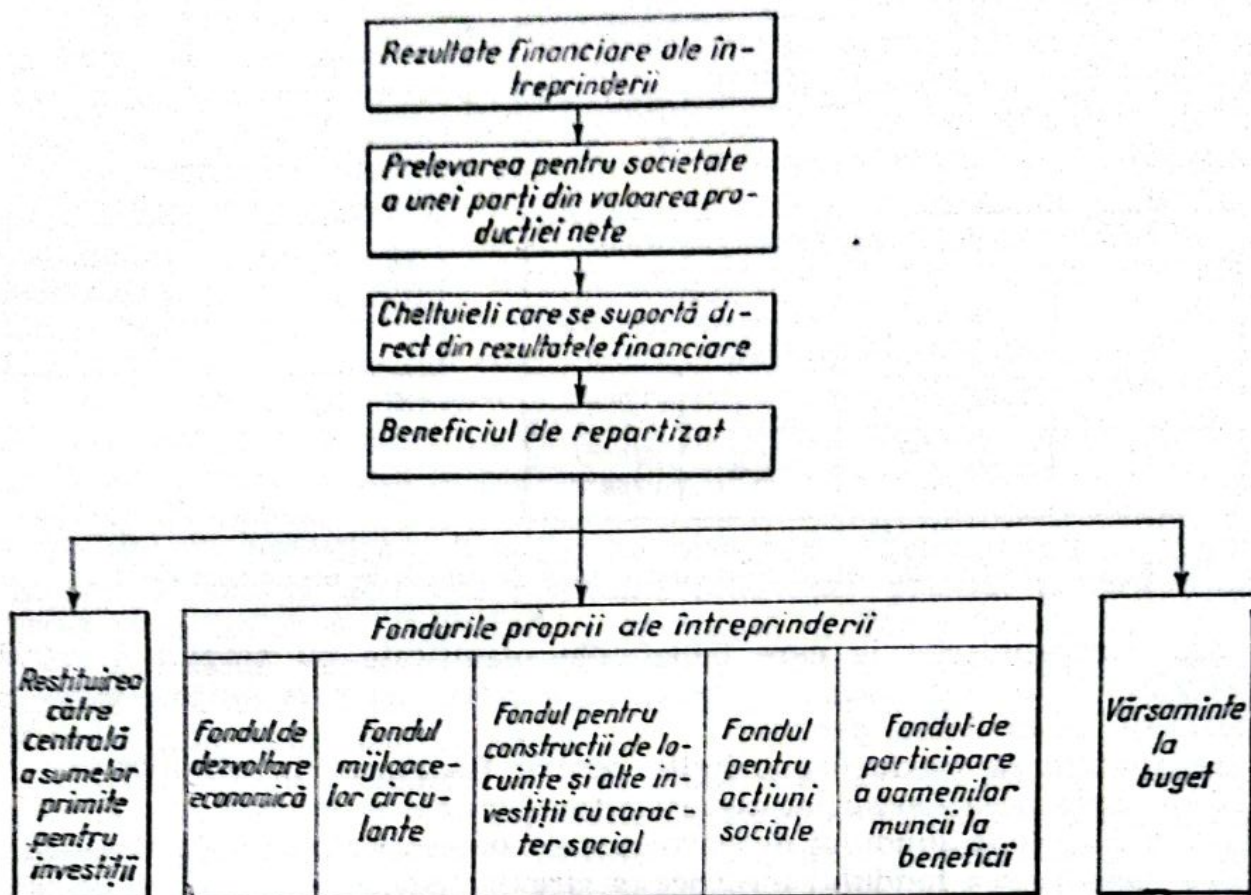 Rezultate financiare ale în-
treprinderii
Prelevarea pentru societate
a unei părți din valoarea pro-
ducției nete
Cheltuieli care se suportă di-
rect din rezultatele financiare
Beneficiul de repartizat
Restituirea
către
centrală
a sumelor
primite
pentru
investiții
Fondurile proprii ale întreprinderii
Fondul de
dezvoltare
economică
Fondul
mijloace-
lor circu-
lante
Fondul pentru
construcții de lo-
cuințe și alte in-
vestiții cu carac-
ter social
Fondul
pentru
acțiuni
sociale
Fondul de
participare
a oamenilor
muncii la
beneficii
Vărsăminte
la
buget